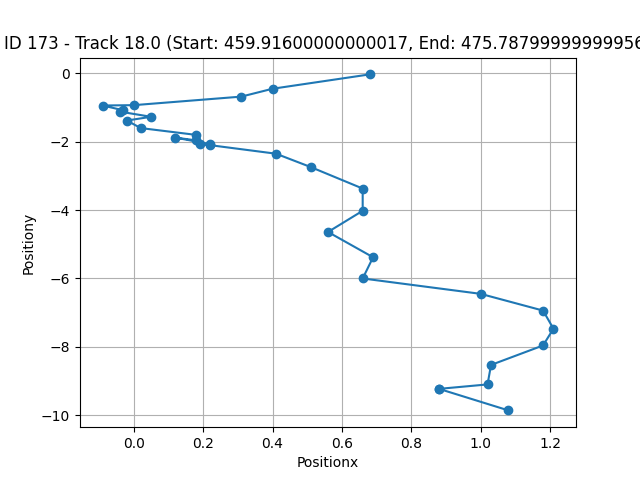 ID 173 - Track 18.0 (Start: 459.91600000000017, End: 475.78799999999956
0
−2
−4
−6
−8
−10
Positiony
0.0 0.2 0.4 0.6 0.8 1.0 1.2
Positionx